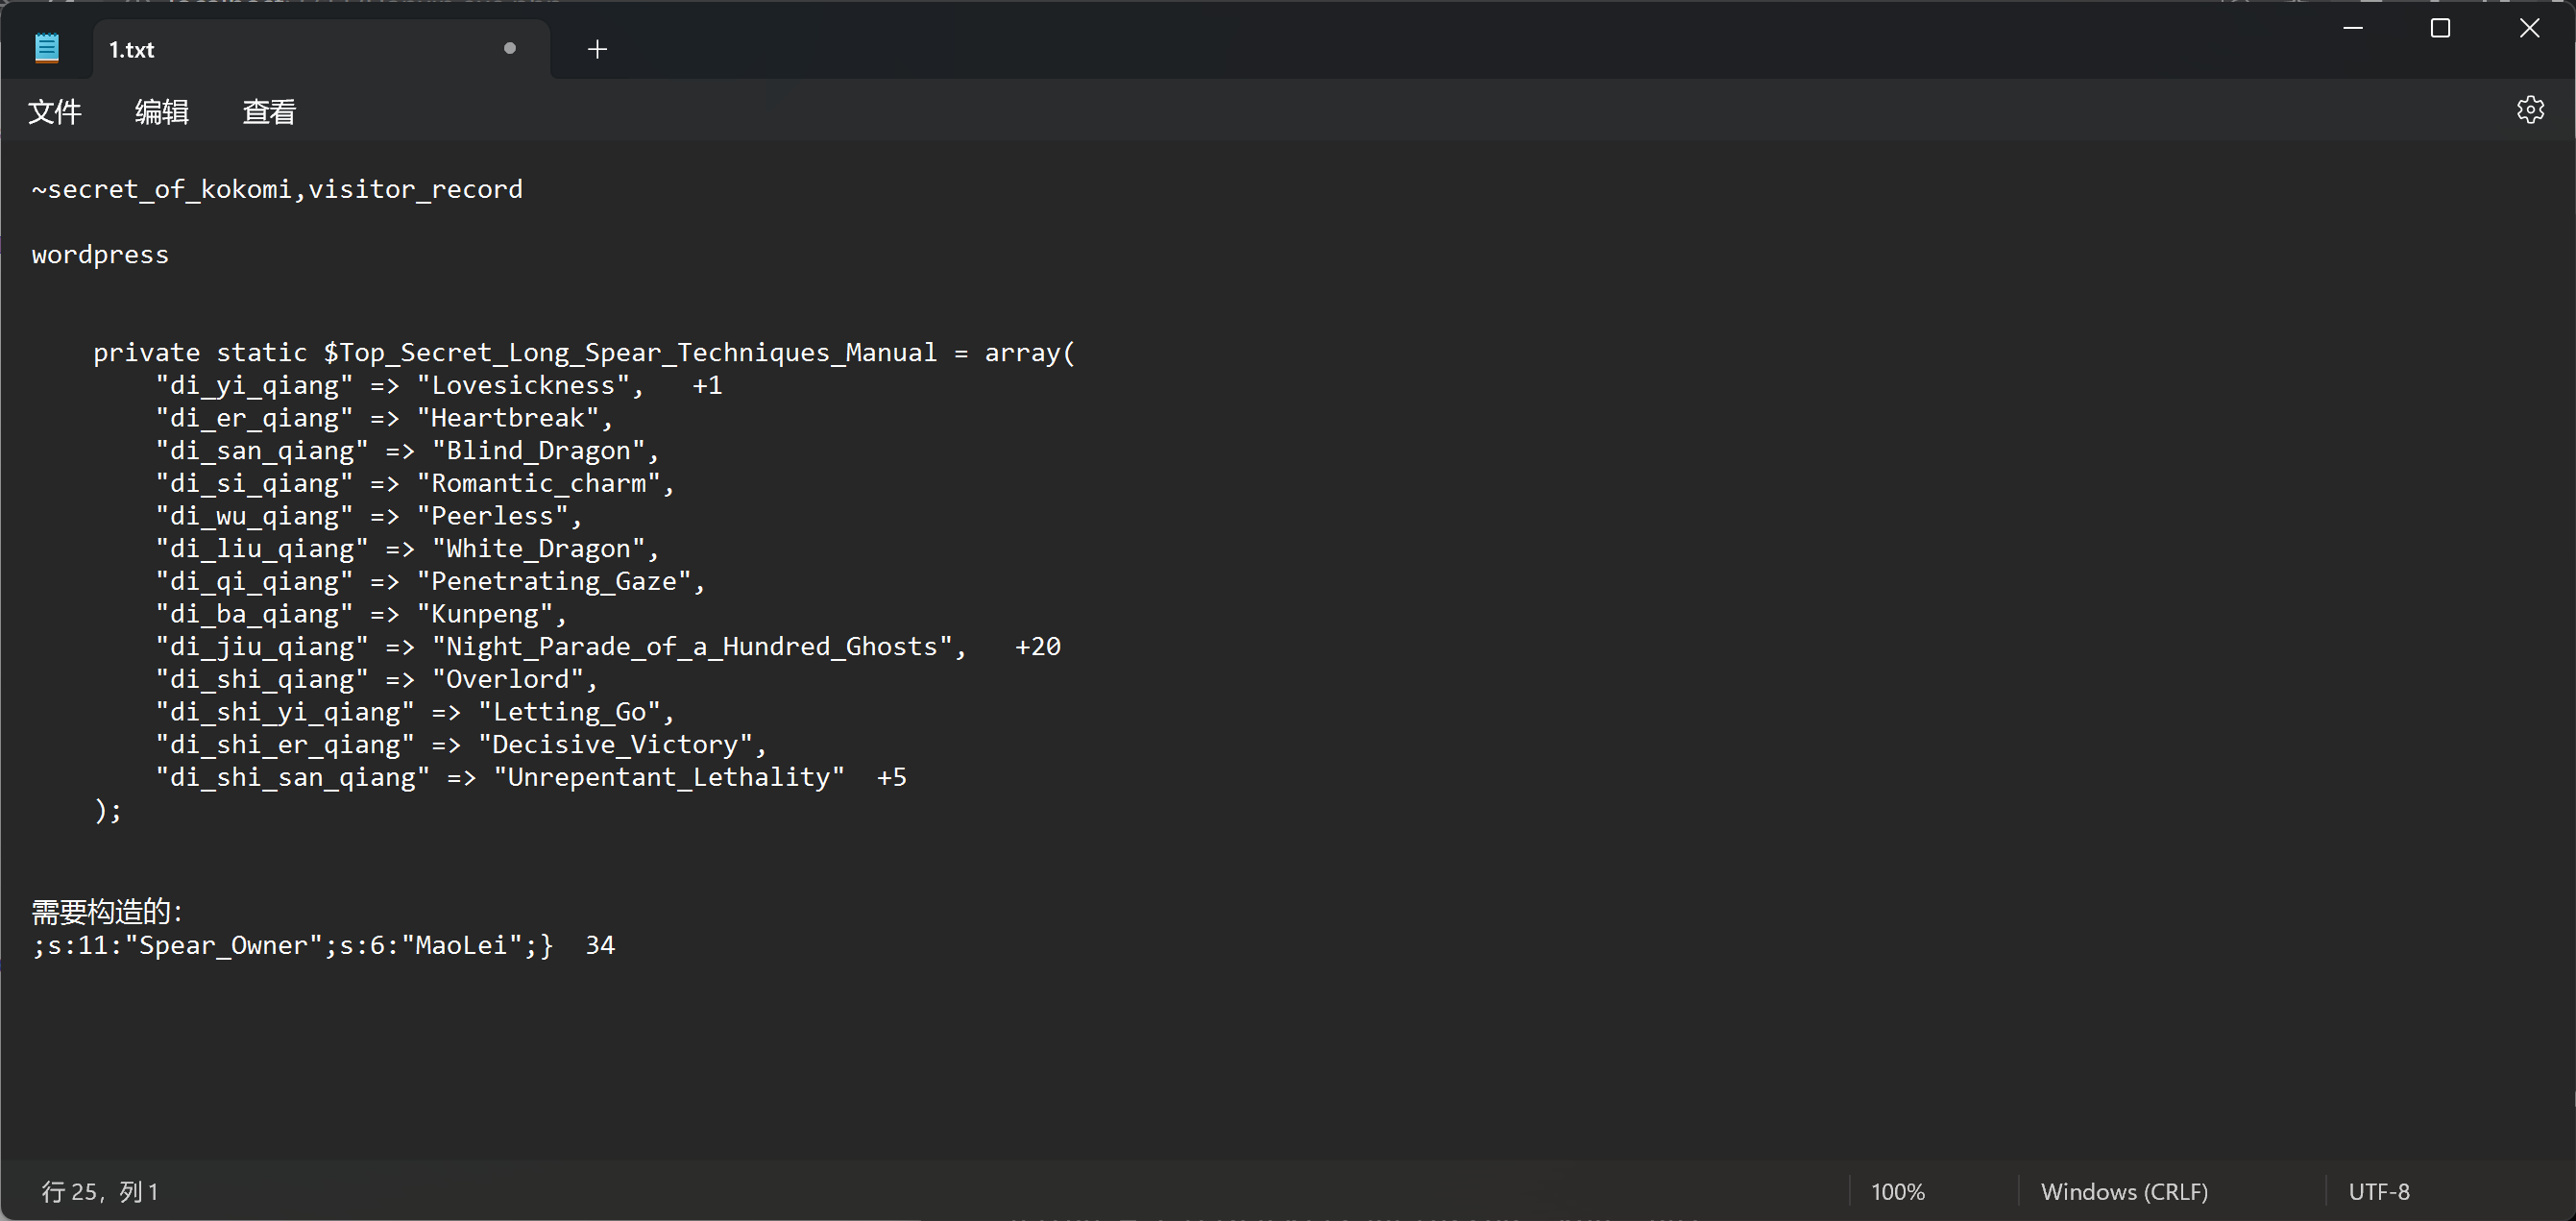 1.txt
文件 编辑 查看
~secret_of_kokomi,visitor_record
wordpress
private static $Top_Secret_Long_Spear_Techniques_Manual = array(
"di_yi_qiang" => "Lovesickness", +1
"di_er_qiang" => "Heartbreak",
"di_san_qiang" => "Blind_Dragon",
"di_si_qiang" => "Romantic_charm",
"di_wu_qiang" => "Peerless",
"di_liu_qiang" => "White_Dragon",
"di_qi_qiang" => "Penetrating_Gaze",
"di_ba_qiang" => "Kunpeng",
"di_jiu_qiang" => "Night_Parade_of_a_Hundred_Ghosts", +20
"di_shi_qiang" => "Overlord",
"di_shi_yi_qiang" => "Letting_Go",
"di_shi_er_qiang" => "Decisive_Victory",
"di_shi_san_qiang" => "Unrepentant_Lethality" +5
);
需要构造的：
;s:11:"Spear_Owner";s:6:"MaoLei";} 34
行 25，列 1 100% Windows (CRLF) UTF-8